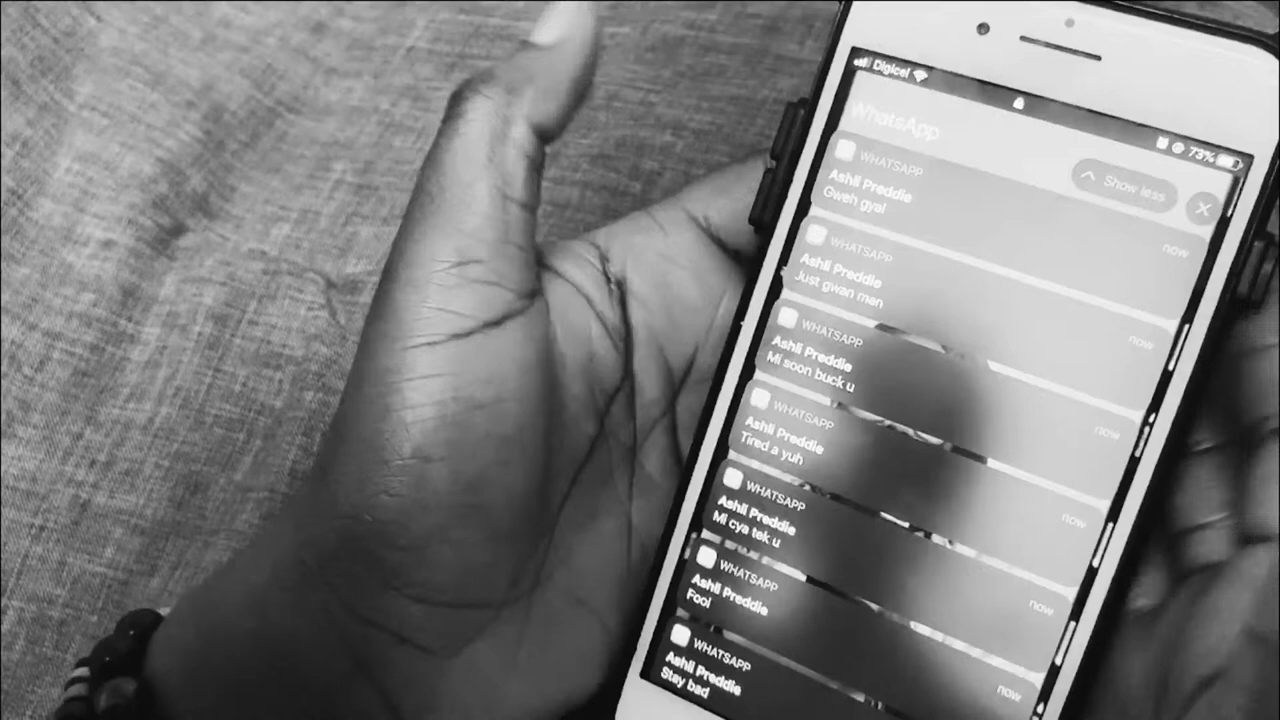 Digicel
73%
WhatsApp
Show less
WHATSAPP
Ashli Preddie
Gweh gyal
now
WHATSAPP
Ashli Preddie
Just gwan man
now
WHATSAPP
Ashli Preddie
Mi soon buck u
now
WHATSAPP
Ashli Preddie
Tired a yuh
now
WHATSAPP
Ashli Preddie
Mi cya tek u
now
WHATSAPP
Ashli Preddie
Fool
now
WHATSAPP
Ashli Preddie
Stay bad